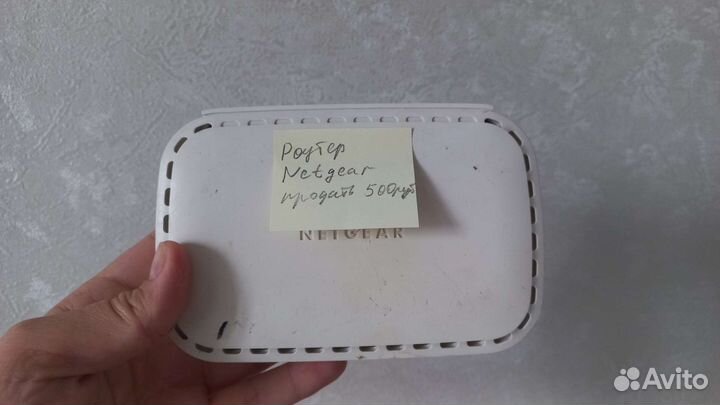 Роутер
Netgear
продать 500руб
NETGEAR
Avito